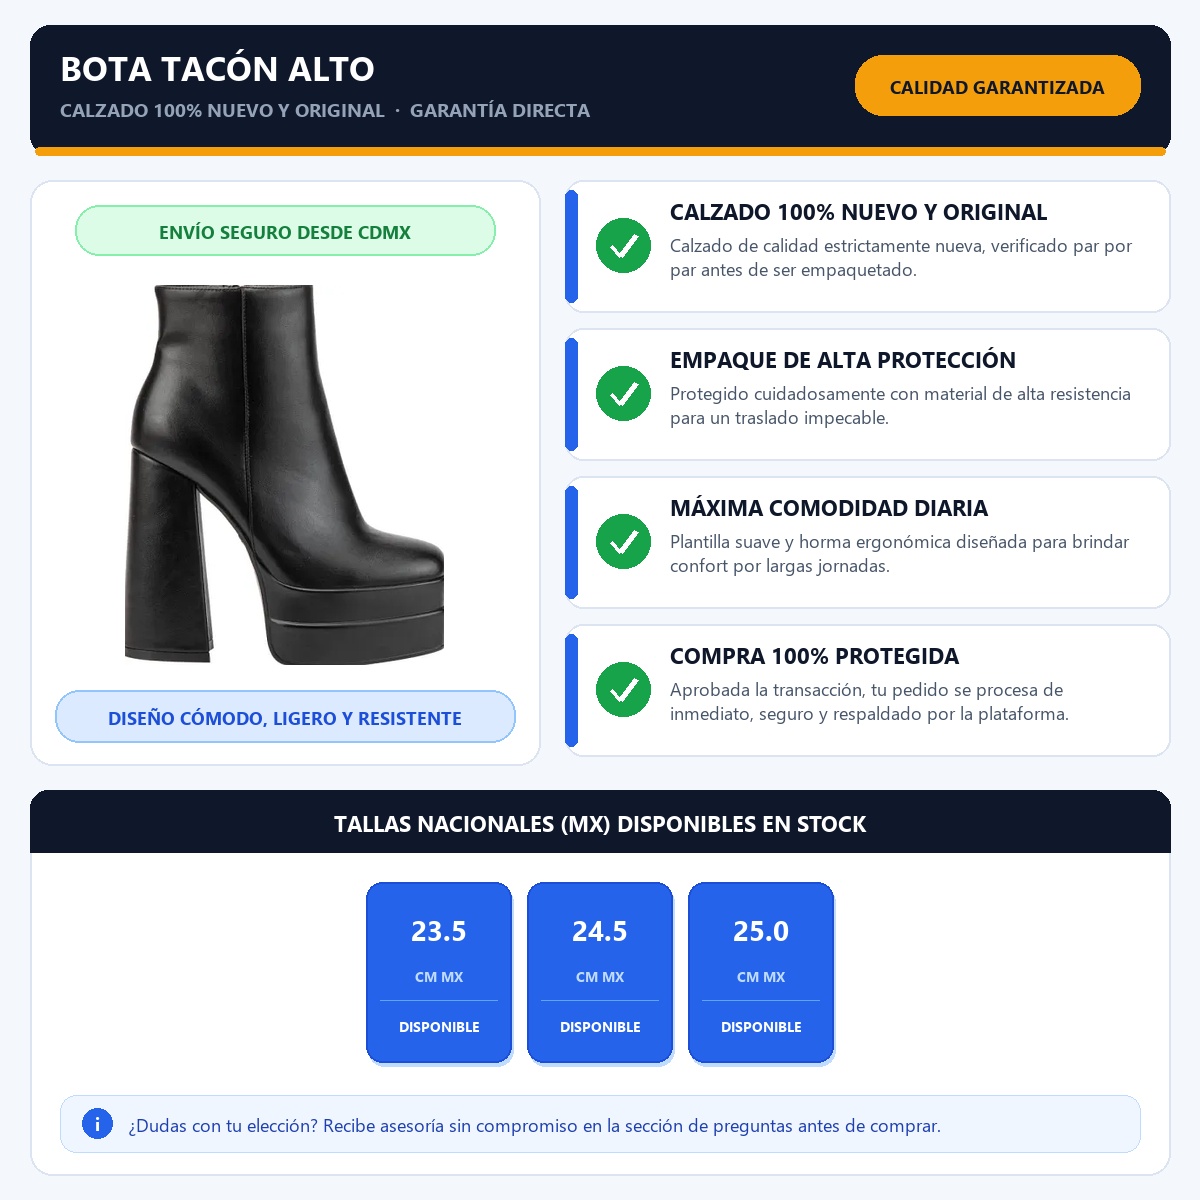 BOTA TACÓN ALTO
CALZADO 100% NUEVO Y ORIGINAL · GARANTÍA DIRECTA
CALIDAD GARANTIZADA
ENVÍO SEGURO DESDE CDMX
DISEÑO CÓMODO, LIGERO Y RESISTENTE
CALZADO 100% NUEVO Y ORIGINAL
Calzado de calidad estrictamente nueva, verificado par por
par antes de ser empaquetado.
EMPAQUE DE ALTA PROTECCIÓN
Protegido cuidadosamente con material de alta resistencia
para un traslado impecable.
MÁXIMA COMODIDAD DIARIA
Plantilla suave y horma ergonómica diseñada para brindar
confort por largas jornadas.
COMPRA 100% PROTEGIDA
Aprobada la transacción, tu pedido se procesa de
inmediato, seguro y respaldado por la plataforma.
TALLAS NACIONALES (MX) DISPONIBLES EN STOCK
23.5
CM MX
DISPONIBLE
24.5
CM MX
DISPONIBLE
25.0
CM MX
DISPONIBLE
¿Dudas con tu elección? Recibe asesoría sin compromiso en la sección de preguntas antes de comprar.